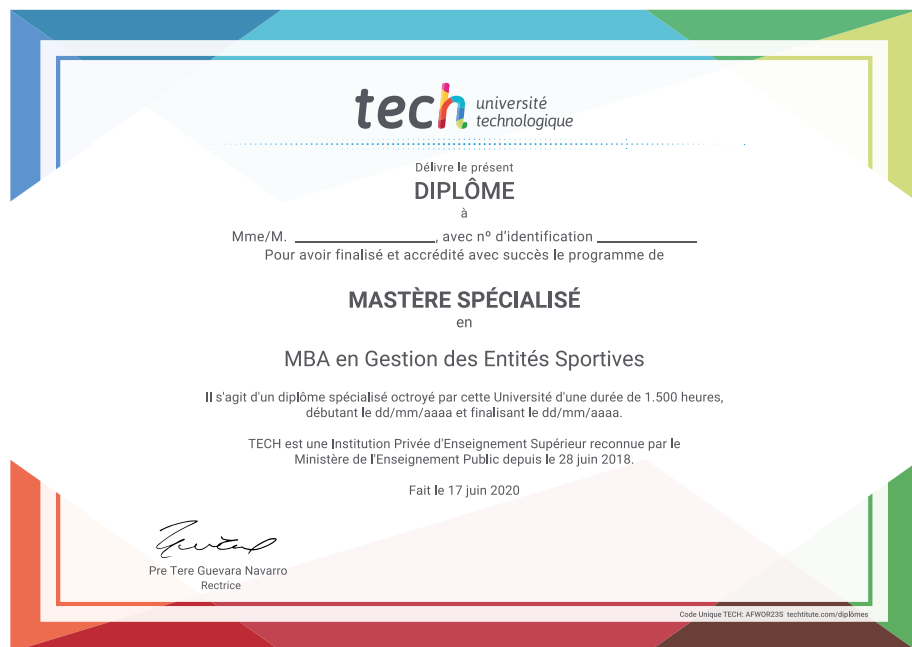 tech université
technologique
Délivre le présent
DIPLÔME
à
Mme/M. ____________, avec nº d'identification ____________
Pour avoir finalisé et accrédité avec succès le programme de
MASTÈRE SPÉCIALISÉ
en
MBA en Gestion des Entités Sportives
Il s'agit d'un diplôme spécialisé octroyé par cette Université d'une durée de 1.500 heures,
débutant le dd/mm/aaaa et finalisant le dd/mm/aaaa.
TECH est une Institution Privée d'Enseignement Supérieur reconnue par le
Ministère de l'Enseignement Public depuis le 28 juin 2018.
Fait le 17 juin 2020
Pre Tere Guevara Navarro
Rectrice
Code Unique TECH: AFWOR23S techtitute.com/diplômes